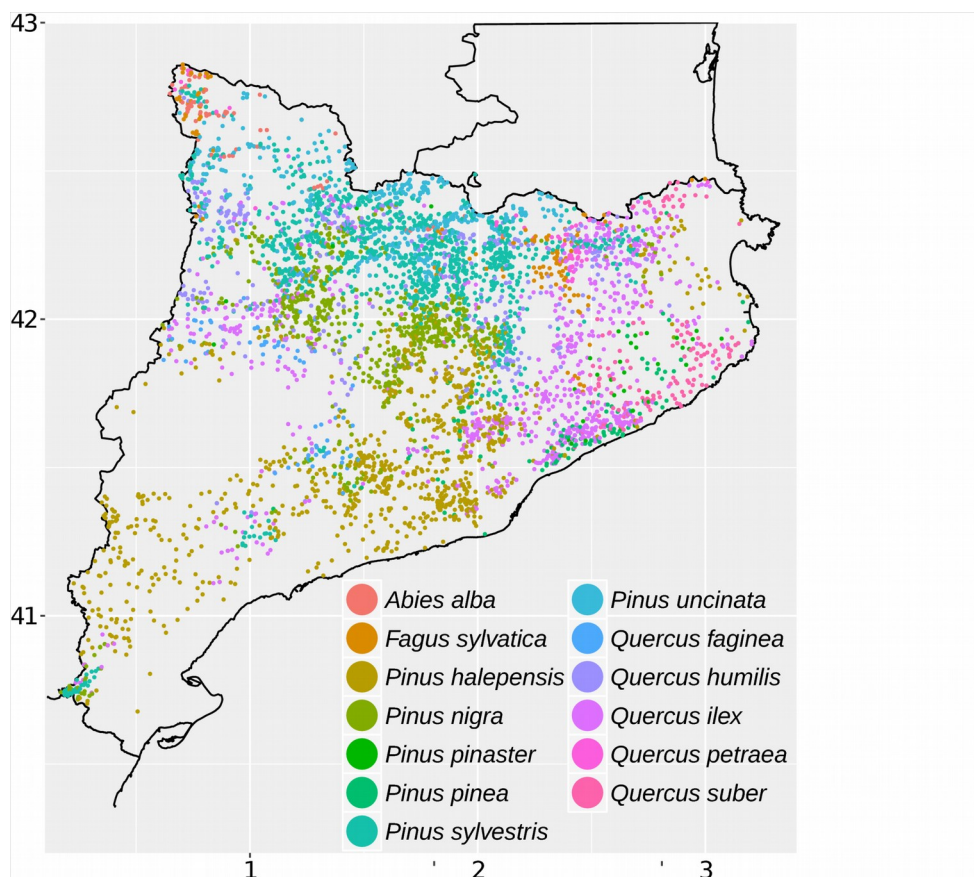 43
42
41
Abies alba
Fagus sylvatica
Pinus halepensis
Pinus nigra
Pinus pinaster
Pinus pinea
Pinus sylvestris
Pinus uncinata
Quercus faginea
Quercus humilis
Quercus ilex
Quercus petraea
Quercus suber
1 2 3